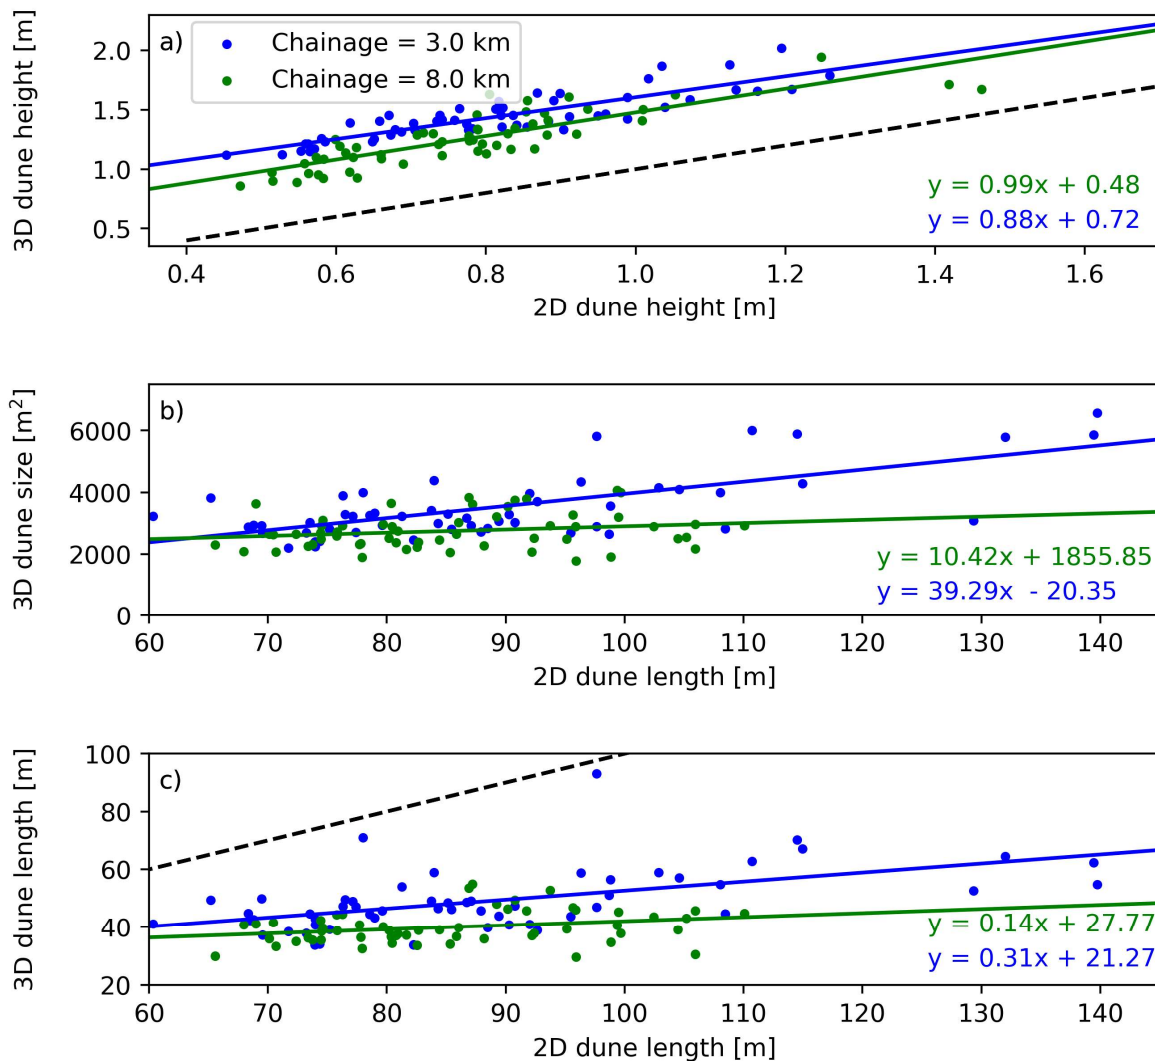 a)
Chainage = 3.0 km
Chainage = 8.0 km
3D dune height [m]
2.0
1.5
1.0
0.5
y = 0.99x + 0.48
y = 0.88x + 0.72
0.4 0.6 0.8 1.0 1.2 1.4 1.6
2D dune height [m]
b)
3D dune size [m²]
6000
4000
2000
0
y = 10.42x + 1855.85
y = 39.29x - 20.35
60 70 80 90 100 110 120 130 140
2D dune length [m]
c)
3D dune length [m]
100
80
60
40
20
y = 0.14x + 27.77
y = 0.31x + 21.27
60 70 80 90 100 110 120 130 140
2D dune length [m]